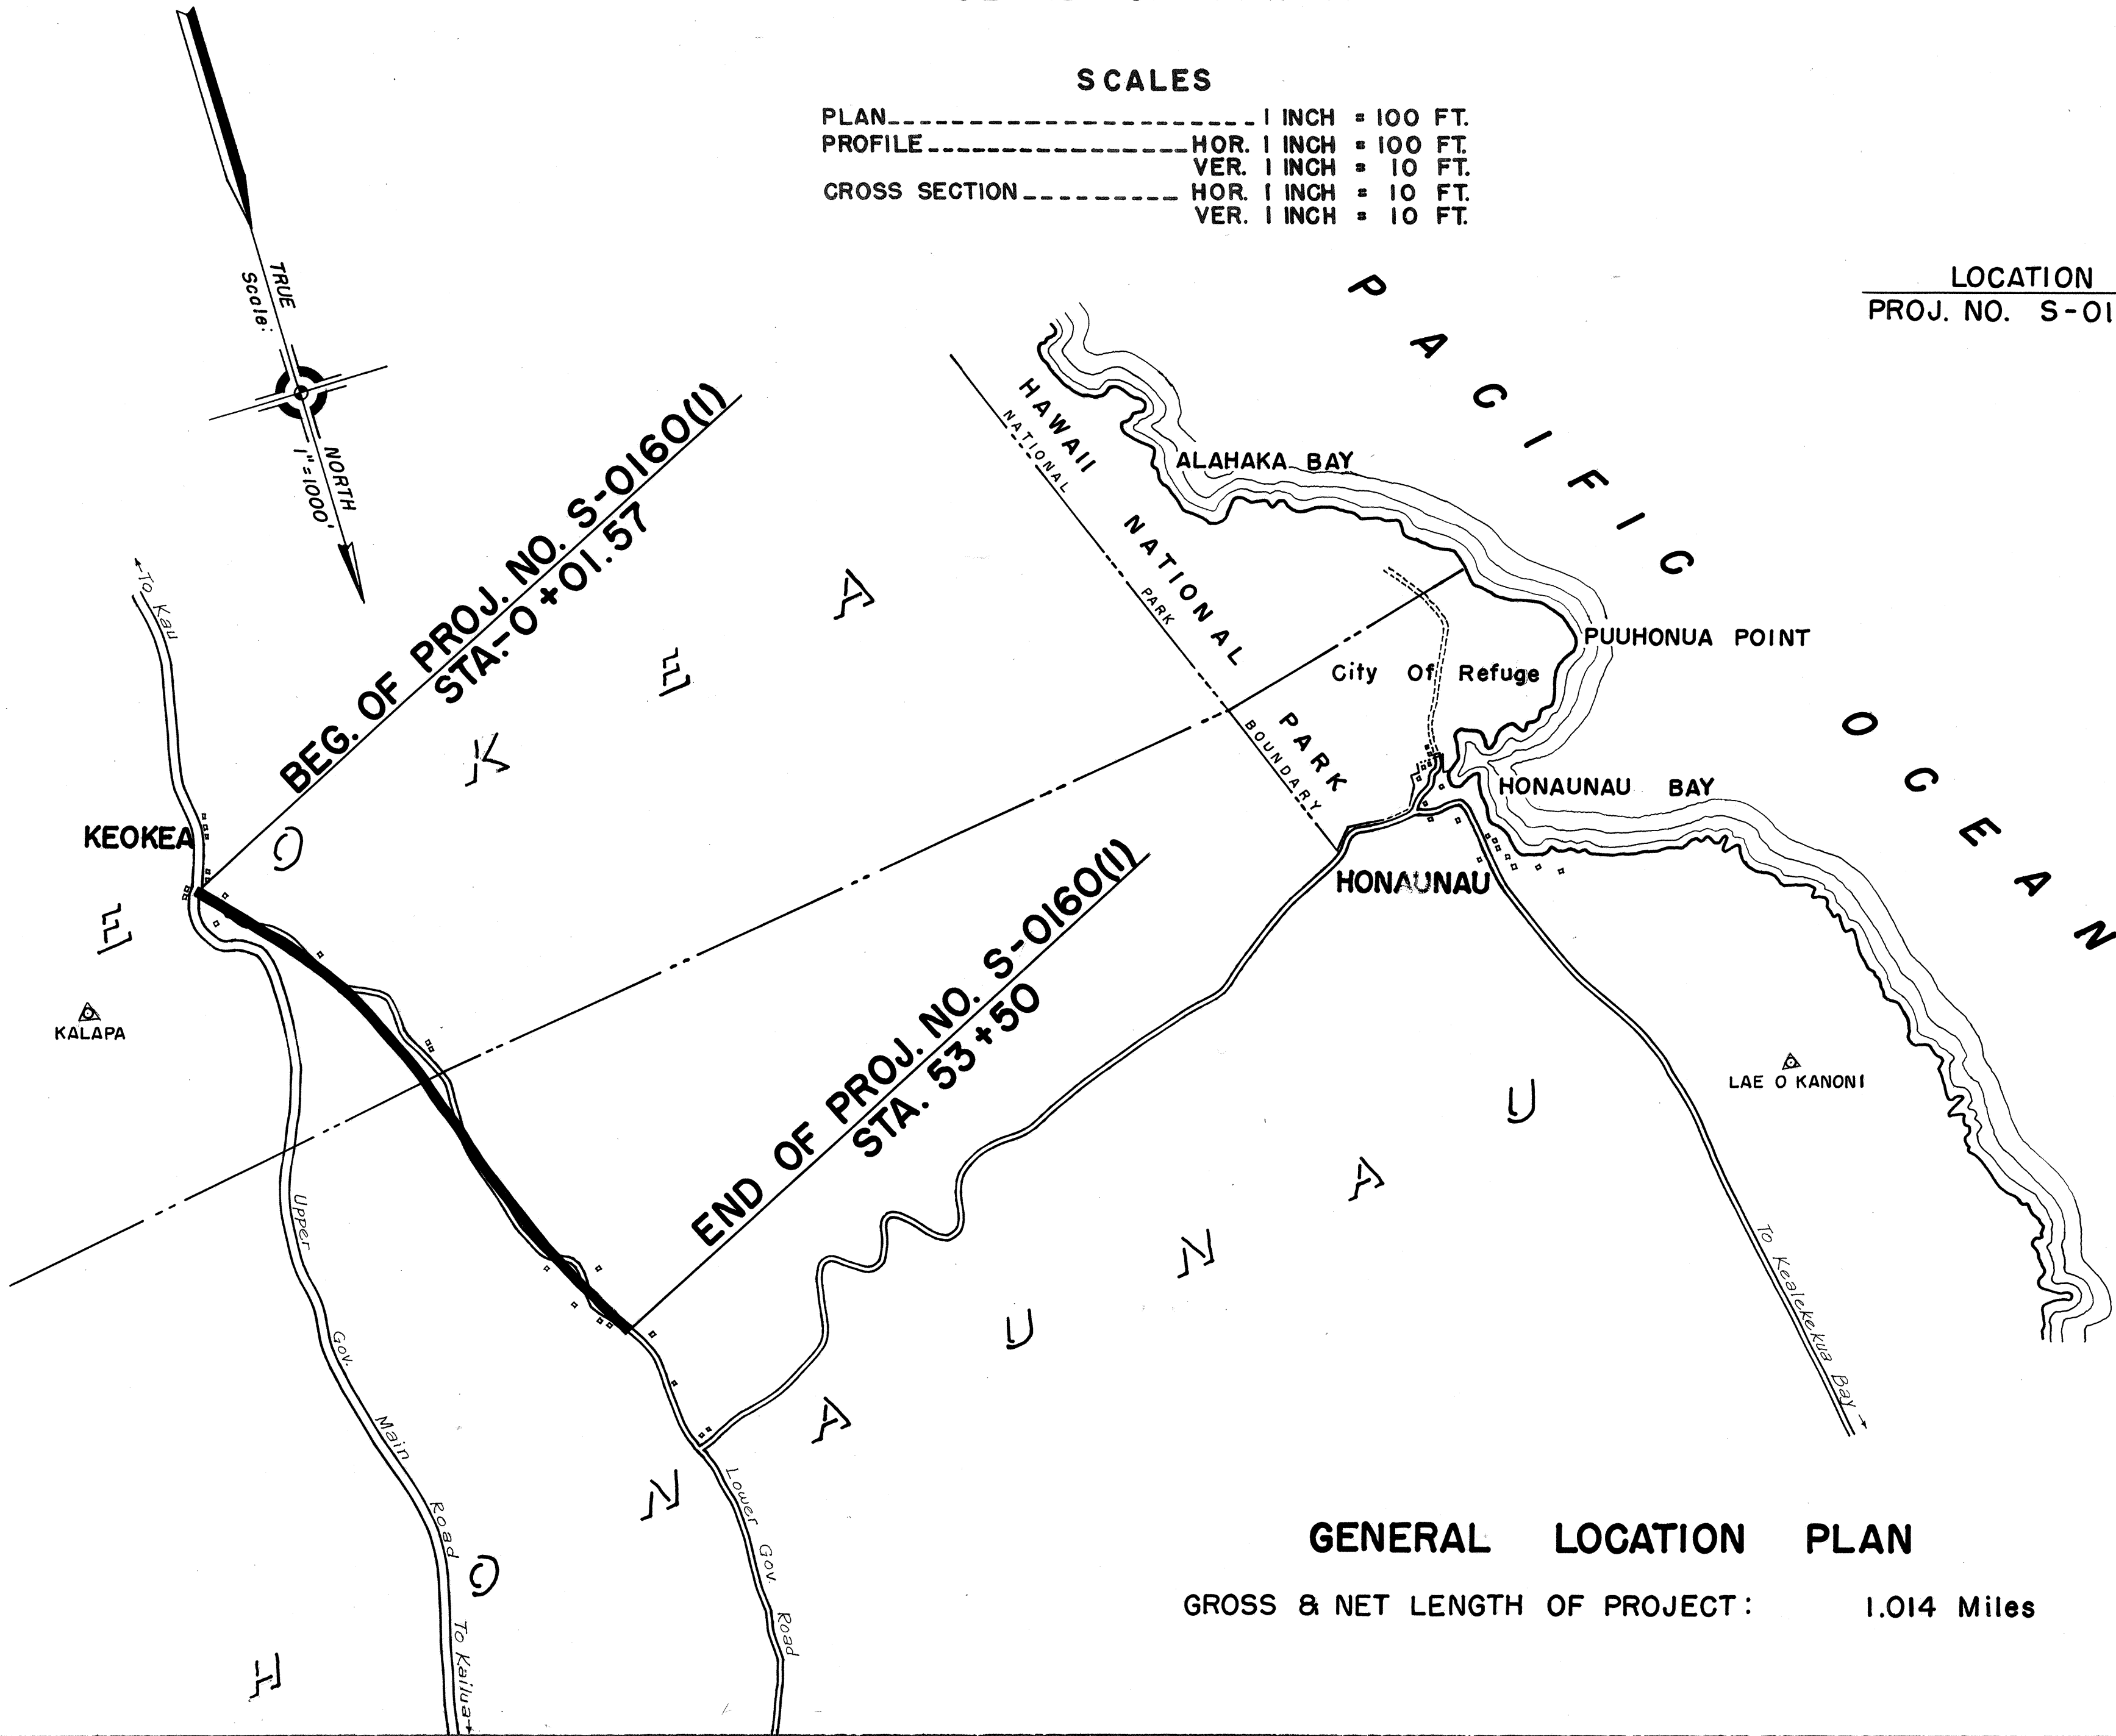 SCALES
PLAN 1 INCH = 100 FT.
PROFILE HOR. 1 INCH = 100 FT.
VER. 1 INCH = 10 FT.
CROSS SECTION HOR. 1 INCH = 10 FT.
VER. 1 INCH = 10 FT.
LOCATION
PROJ. NO. S-01
TRUE NORTH
Scale: 1"=1000'
PACIFIC OCEAN
HAWAII NATIONAL PARK
NATIONAL PARK BOUNDARY
ALAHAKA BAY
PUUHONUA POINT
City Of Refuge
HONAUNAU BAY
HONAUNAU
BEG. OF PROJ. NO. S-0160(1)
STA.-0+01.57
To Kau
KEOKEA
KEOKEA
KALAPA
END OF PROJ. NO. S-0160(1)
STA. 53+50
LAE O KANONI
HONAUNAU
To Kealekekua Bay
Upper Gov. Main Road
To Kailua
Lower Gov. Road
GENERAL LOCATION PLAN
GROSS & NET LENGTH OF PROJECT: 1.014 Miles